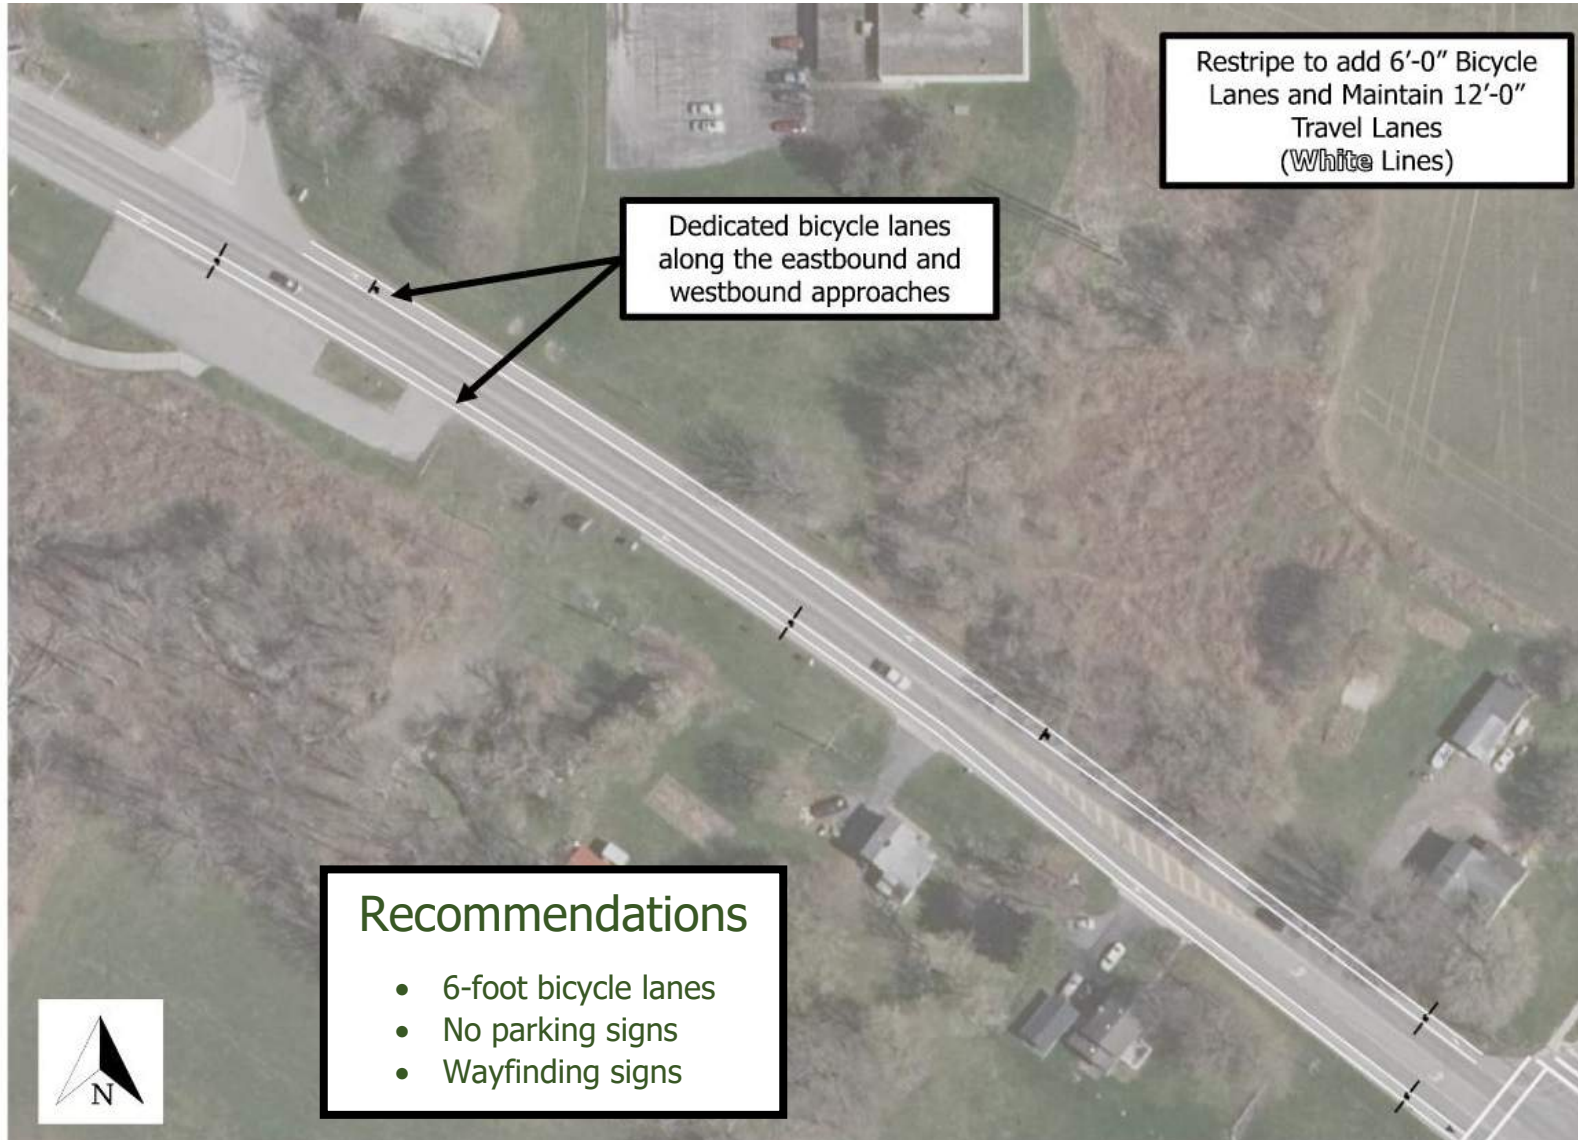 Restripe to add 6'-0" Bicycle
Lanes and Maintain 12'-0"
Travel Lanes
(White Lines)
Dedicated bicycle lanes
along the eastbound and
westbound approaches
Recommendations
• 6-foot bicycle lanes
• No parking signs
• Wayfinding signs
N